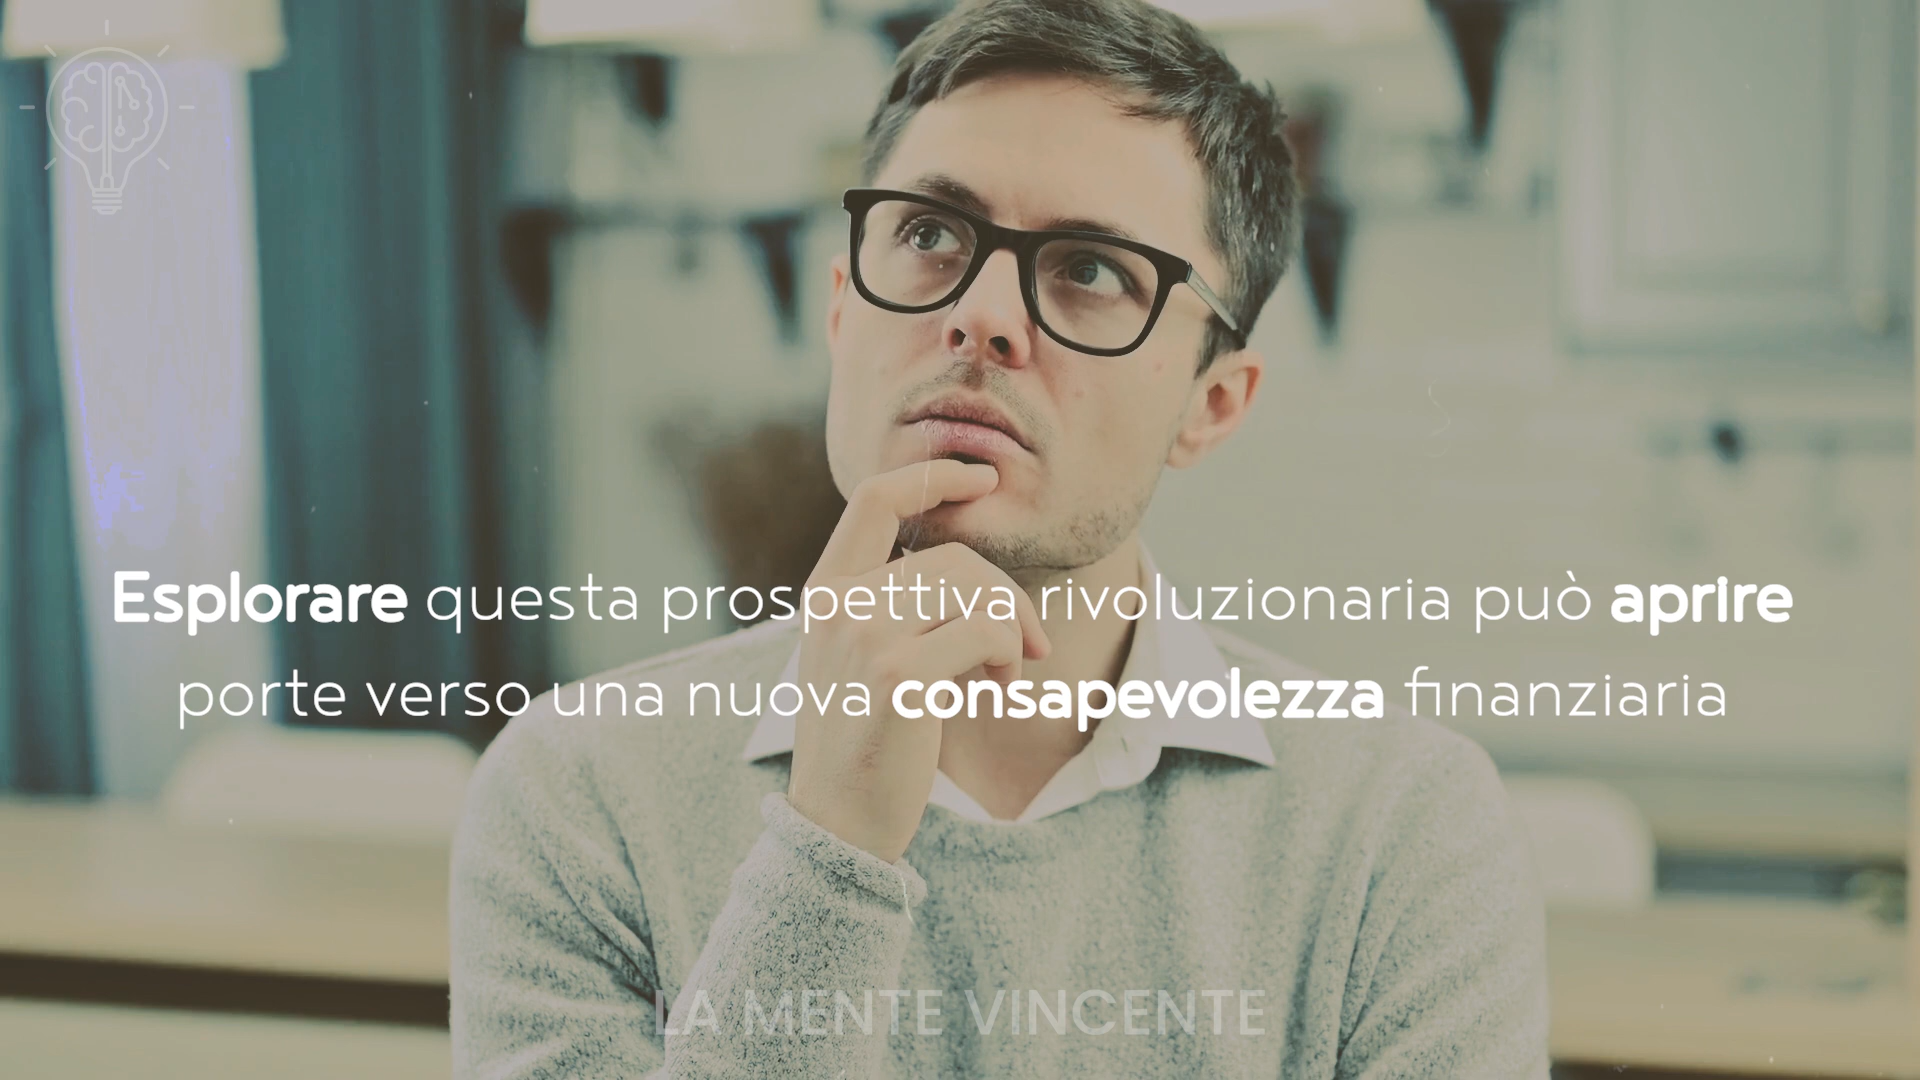 Esplorare questa prospettiva rivoluzionaria può aprire
porte verso una nuova consapevolezza finanziaria
LA MENTE VINCENTE